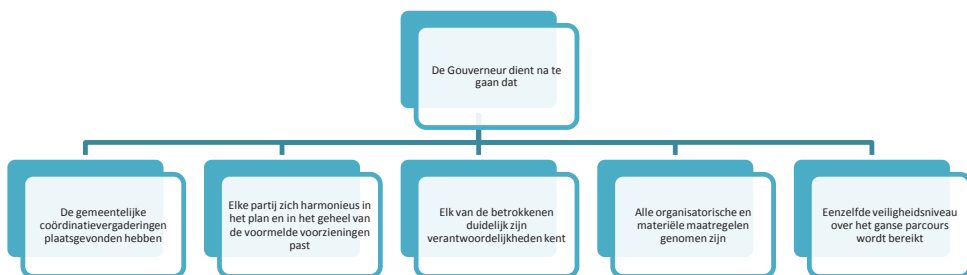 De Gouverneur dient na te
gaan dat
De gemeentelijke
coördinatievergaderingen
plaatsgevonden hebben
Elke partij zich harmonieus in
het plan en in het geheel van
de voormelde voorzieningen
past
Elk van de betrokkenen
duidelijk zijn
verantwoordelijkheden kent
Alle organisatorische en
materiële maatregelen
genomen zijn
Eenzelfde veiligheidsniveau
over het ganse parcours
wordt bereikt